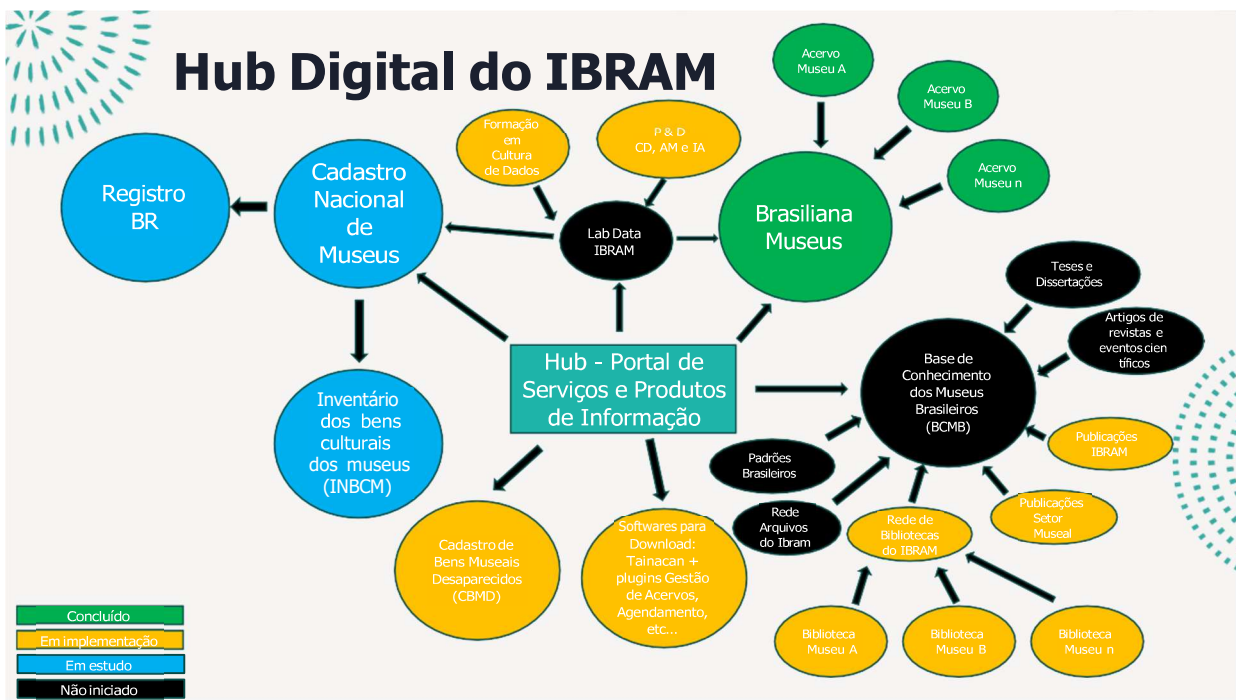 Hub Digital do IBRAM
Acervo
Museu A
Acervo
Museu B
Acervo
Museu n
Formação
em
Cultura
de Dados
P & D
CD, AM e IA
Registro
BR
Cadastro
Nacional
de
Museus
Lab Data
IBRAM
Brasiliana
Museus
Teses e
Dissertações
Artigos de
revistas e
eventos cien
tíficos
Hub - Portal de
Serviços e Produtos
de Informação
Base de
Conhecimento
dos Museus
Brasileiros
(BCMB)
Inventário
dos bens
culturais
dos museus
(INBCM)
Publicações
IBRAM
Padrões
Brasileiros
Rede
Arquivos
do Ibram
Rede de
Bibliotecas
do IBRAM
Publicações
Setor
Museal
Cadastro de
Bens Museais
Desaparecidos
(CBMD)
Softwares para
Download:
Tainacan +
plugins Gestão
de Acervos,
Agendamento,
etc...
Biblioteca
Museu A
Biblioteca
Museu B
Biblioteca
Museu n
Concluído
Em implementação
Em estudo
Não iniciado